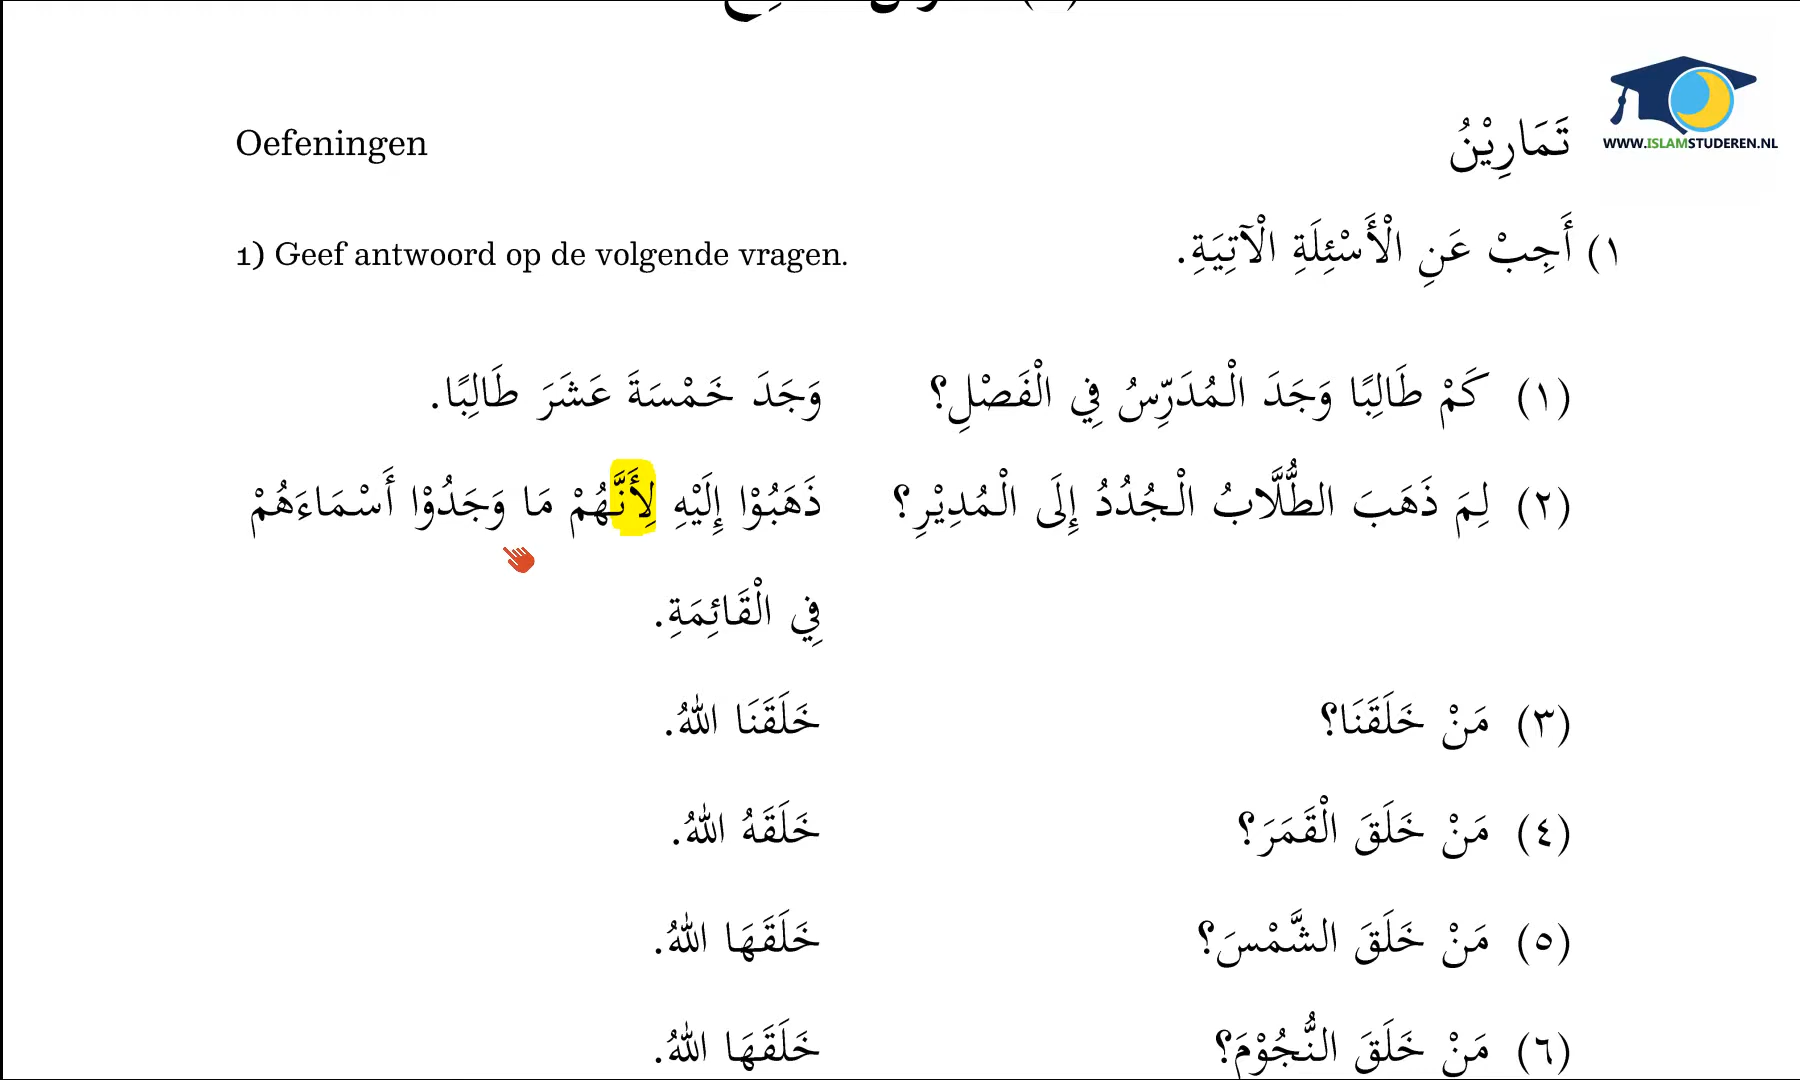 WWW.ISLAMSTUDEREN.NL
Oefeningen تَمَارِيْنُ
1) Geef antwoord op de volgende vragen. ١) أَجِبْ عَنِ الْأَسْئِلَةِ الْآتِيَةِ.
(١) كَمْ طَالِبًا وَجَدَ الْمُدَرِّسُ فِي الْفَصْلِ؟ وَجَدَ خَمْسَةَ عَشَرَ طَالِبًا.
(٢) لِمَ ذَهَبَ الطُّلَّابُ الْجُدُدُ إِلَى الْمُدِيْرِ؟ ذَهَبُوْا إِلَيْهِ لِأَنَّهُمْ مَا وَجَدُوْا أَسْمَاءَهُمْ
فِي الْقَائِمَةِ.
(٣) مَنْ خَلَقَنَا؟ خَلَقَنَا اللهُ.
(٤) مَنْ خَلَقَ الْقَمَرَ؟ خَلَقَهُ اللهُ.
(٥) مَنْ خَلَقَ الشَّمْسَ؟ خَلَقَهَا اللهُ.
(٦) مَنْ خَلَقَ النُّجُوْمَ؟ خَلَقَهَا اللهُ.